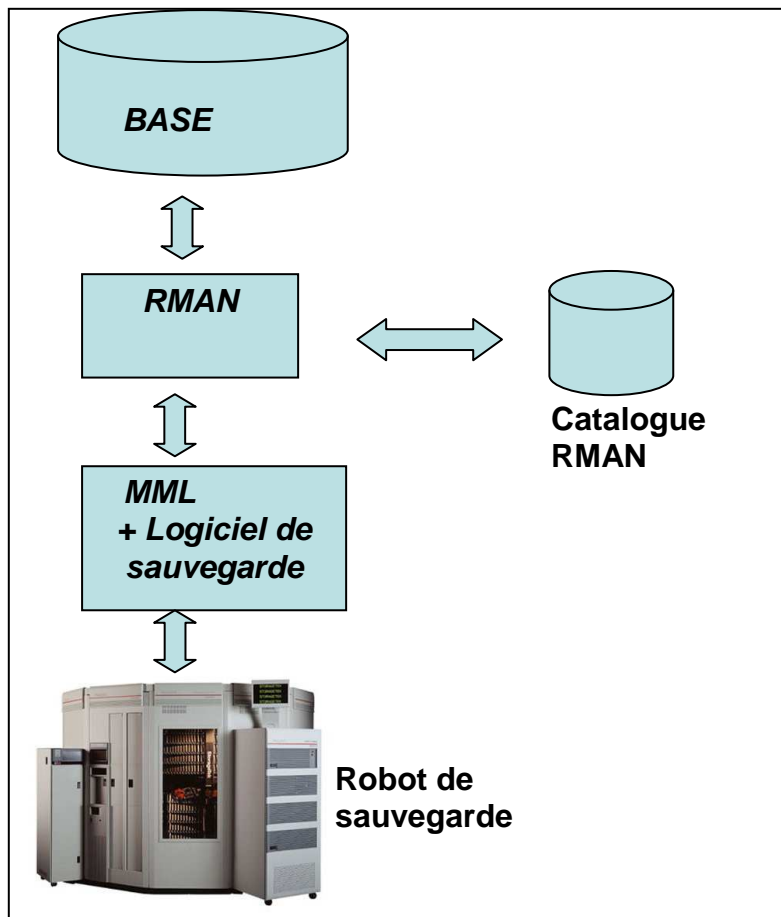 BASE
RMAN
Catalogue
RMAN
MML
+ Logiciel de
sauvegarde
Robot de
sauvegarde